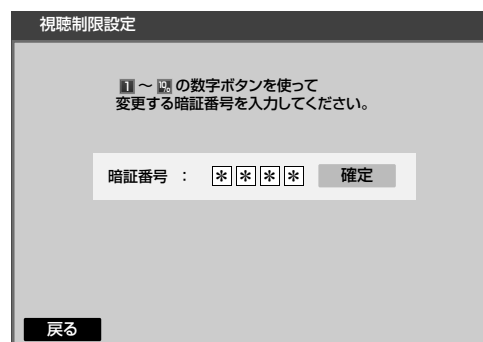 視聴制限設定
1 ～ 10 の数字ボタンを使って
変更する暗証番号を入力してください。
暗証番号 ： ＊＊＊＊ 確定
戻る